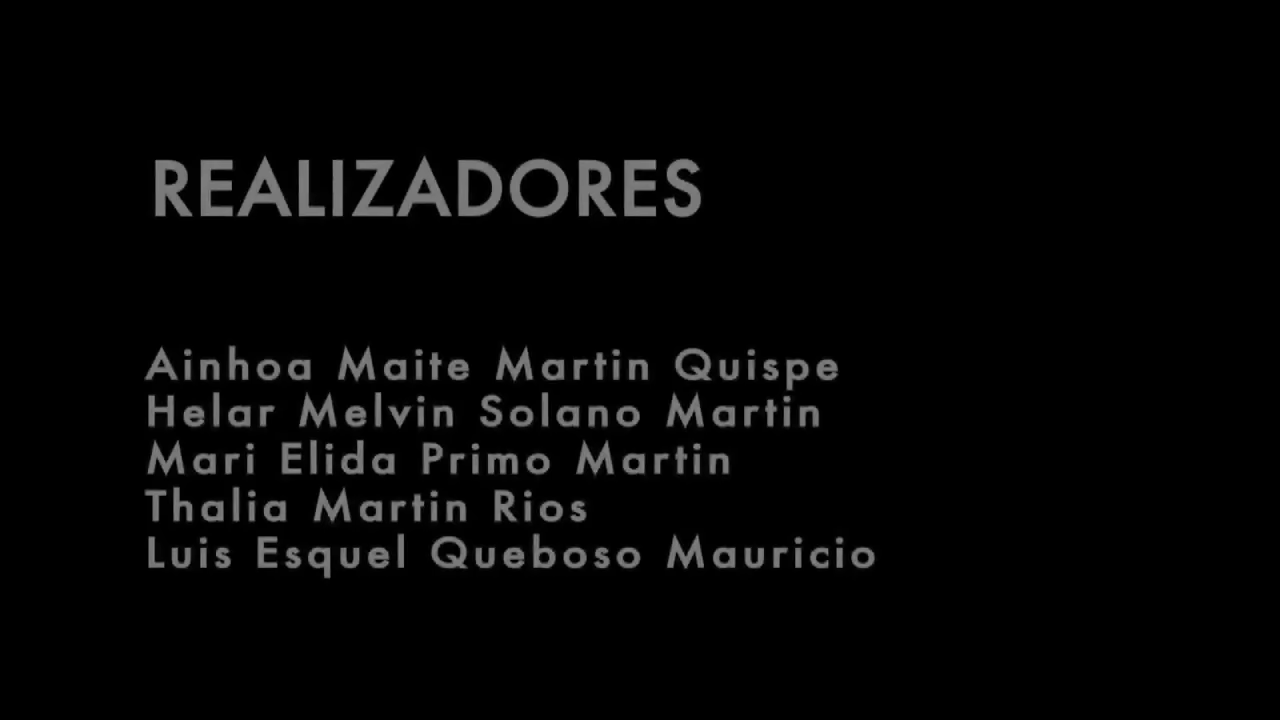 REALIZADORES
Ainhoa Maite Martin Quispe
Helar Melvin Solano Martin
Mari Elida Primo Martin
Thalia Martin Rios
Luis Esquel Queboso Mauricio